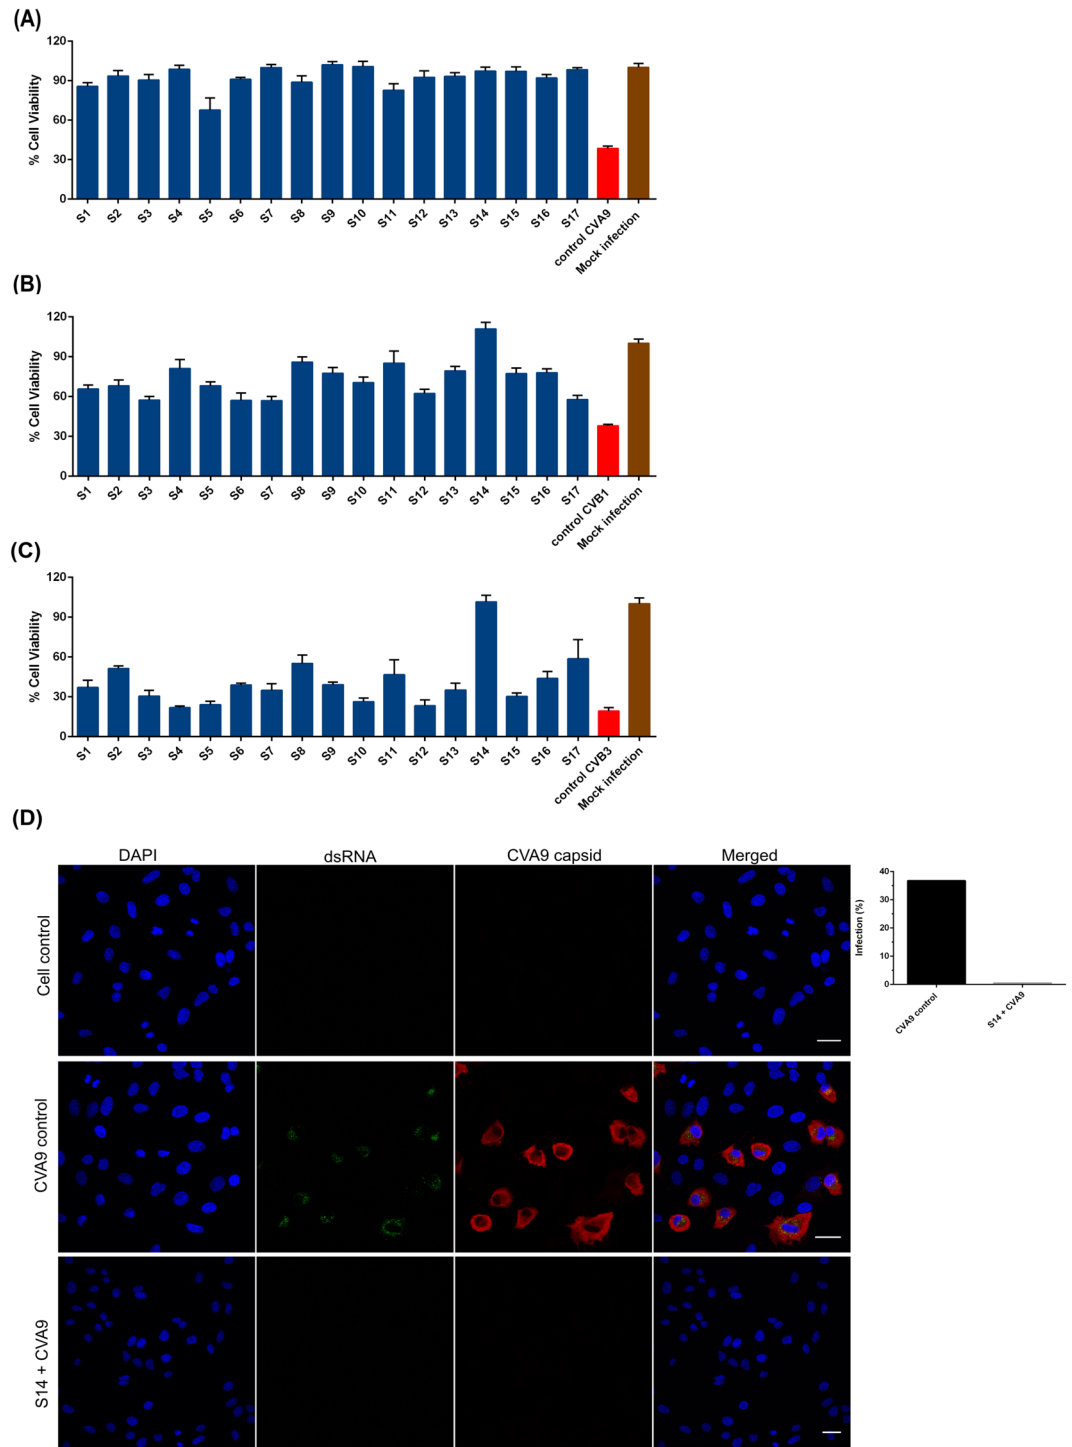 (A)
120
90
60
30
0
% Cell Viability
S1 S2 S3 S4 S5 S6 S7 S8 S9 S10 S11 S12 S13 S14 S15 S16 S17 control CVA9 Mock infection
(B)
120
90
60
30
0
% Cell Viability
S1 S2 S3 S4 S5 S6 S7 S8 S9 S10 S11 S12 S13 S14 S15 S16 S17 control CVB1 Mock infection
(C)
120
90
60
30
0
% Cell Viability
S1 S2 S3 S4 S5 S6 S7 S8 S9 S10 S11 S12 S13 S14 S15 S16 S17 control CVB3 Mock infection
(D)
DAPI dsRNA CVA9 capsid Merged
Cell control
CVA9 control
S14 + CVA9
40
30
20
10
0
Infection (%)
CVA9 control S14 + CVA9